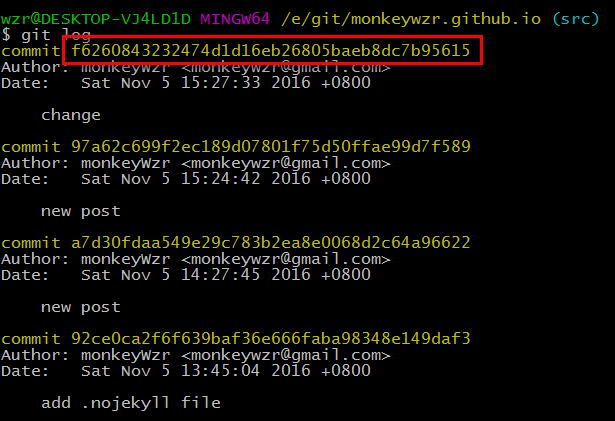 wzr@DESKTOP-VJ4LD1D MINGW64 /e/git/monkeywzr.github.io (src)
$ git log
commit f6260843232474d1d16eb26805baeb8dc7b95615
Author: monkeyWzr <monkeywzr@gmail.com>
Date:   Sat Nov 5 15:27:33 2016 +0800
change
commit 97a62c699f2ec189d07801f75d50ffae99d7f589
Author: monkeyWzr <monkeywzr@gmail.com>
Date:   Sat Nov 5 15:24:42 2016 +0800
new post
commit a7d30fdaa549e29c783b2ea8e0068d2c64a96622
Author: monkeyWzr <monkeywzr@gmail.com>
Date:   Sat Nov 5 14:27:45 2016 +0800
new post
commit 92ce0ca2f6f639baf36e666faba98348e149daf3
Author: monkeyWzr <monkeywzr@gmail.com>
Date:   Sat Nov 5 13:45:04 2016 +0800
add .nojekyll file